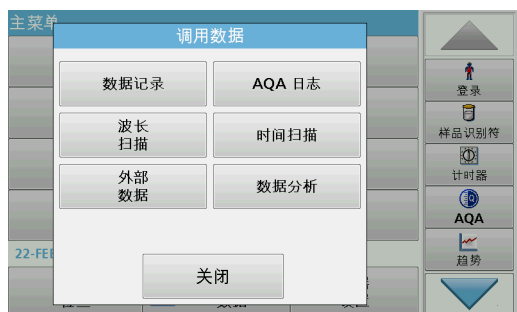 主菜单
调用数据
数据记录
AQA 日志
波长
扫描
时间扫描
外部
数据
数据分析
关闭
22-FEB
登录
样品识别符
计时器
AQA
趋势